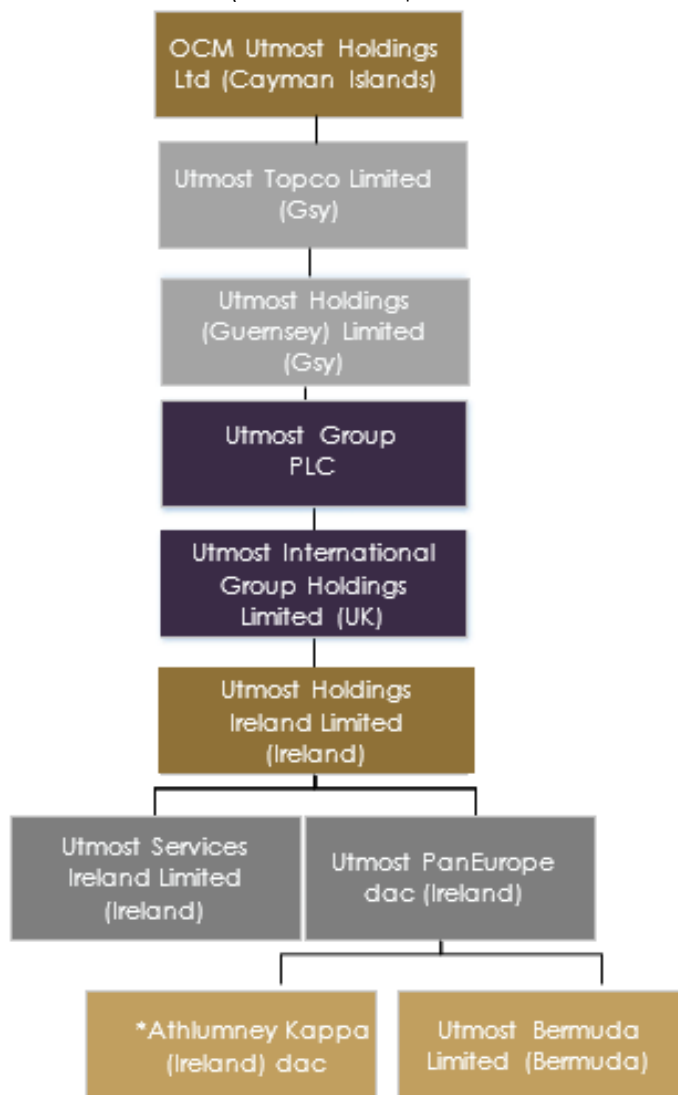 OCM Utmost Holdings
Ltd (Cayman Islands)
Utmost Topco Limited
(Gsy)
Utmost Holdings
(Guernsey) Limited
(Gsy)
Utmost Group
PLC
Utmost International
Group Holdings
Limited (UK)
Utmost Holdings
Ireland Limited
(Ireland)
Utmost Services
Ireland Limited
(Ireland)
Utmost PanEurope
dac (Ireland)
*Athlumney Kappa
(Ireland) dac
Utmost Bermuda
Limited (Bermuda)